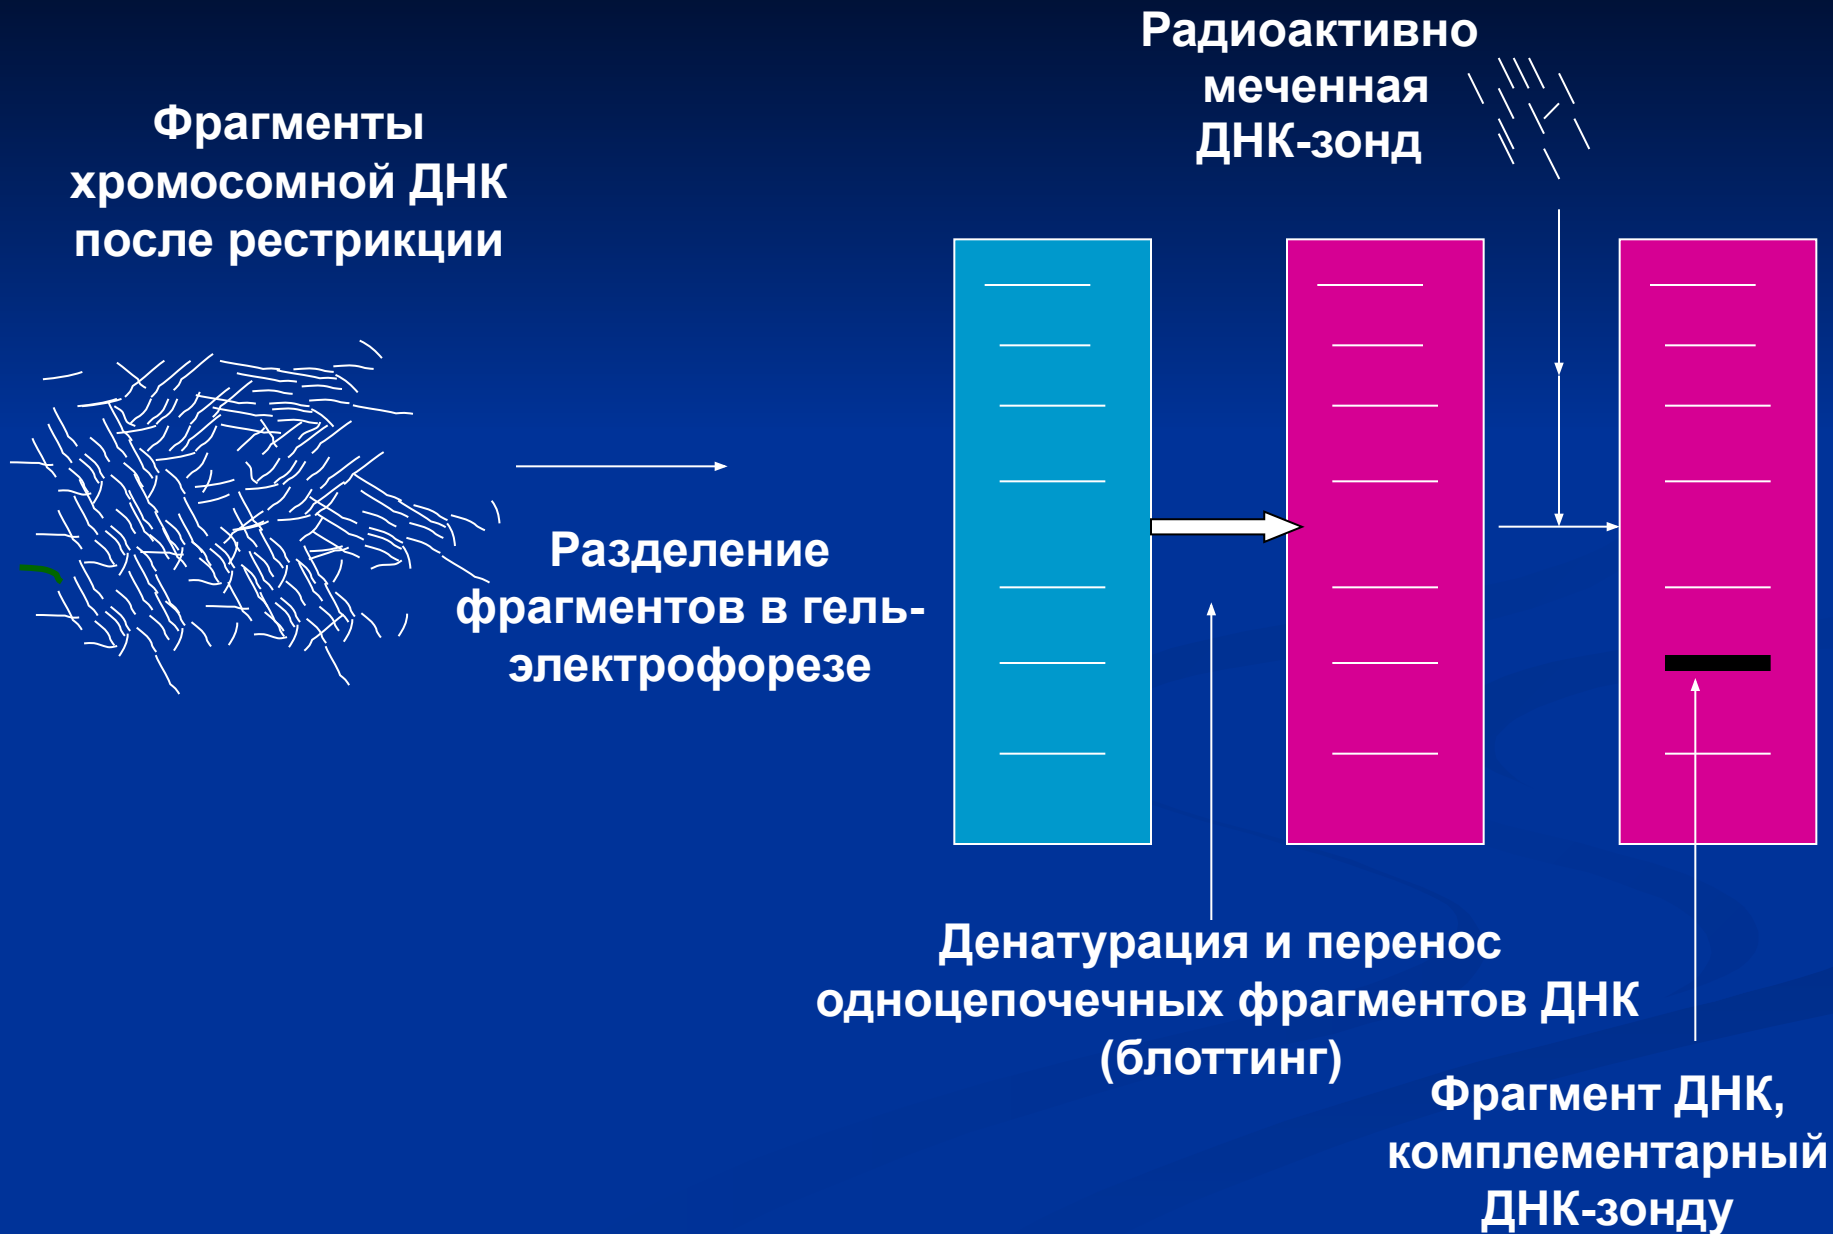 Радиоактивно
меченная
ДНК-зонд
Фрагменты
хромосомной ДНК
после рестрикции
Разделение
фрагментов в гель-
электрофорезе
Денатурация и перенос
одноцепочечных фрагментов ДНК
(блоттинг)
Фрагмент ДНК,
комплементарный
ДНК-зонду